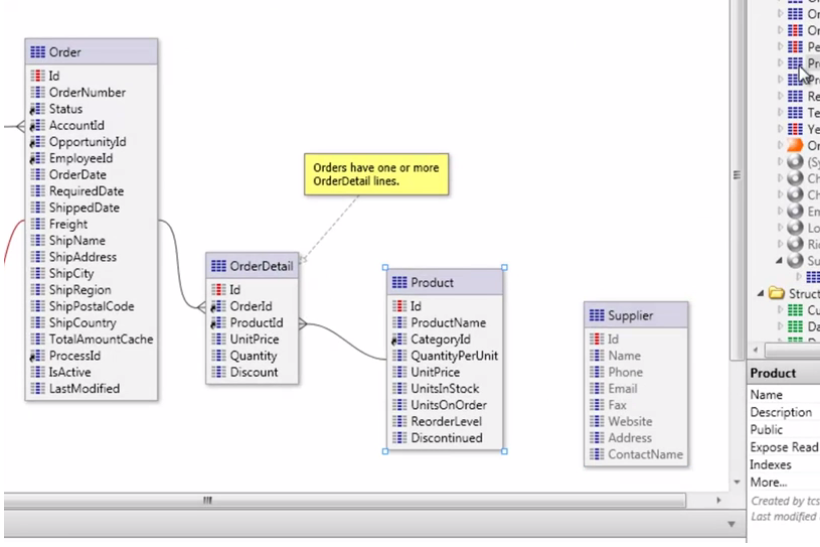 Order
Id
OrderNumber
Status
AccountId
OpportunityId
EmployeeId
OrderDate
RequiredDate
ShippedDate
Freight
ShipName
ShipAddress
ShipCity
ShipRegion
ShipPostalCode
ShipCountry
TotalAmountCache
ProcessId
IsActive
LastModified
Orders have one or more
OrderDetail lines.
OrderDetail
Id
OrderId
ProductId
UnitPrice
Quantity
Discount
Product
Id
ProductName
CategoryId
QuantityPerUnit
UnitPrice
UnitsInStock
UnitsOnOrder
ReorderLevel
Discontinued
Supplier
Id
Name
Phone
Email
Fax
Website
Address
ContactName
Or
Or
Pe
Pr
Pr
Re
Te
Ye
Or
(Sy
Ch
Ch
En
Lo
Ric
Su
Struct
Cu
Da
Product
Name
Description
Public
Expose Read
Indexes
More...
Created by tcs
Last modified